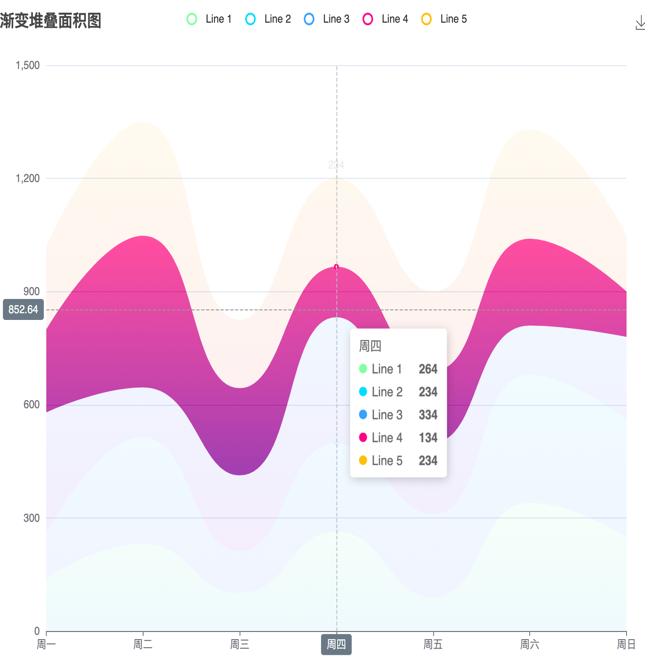 渐变堆叠面积图
Line 1 Line 2 Line 3 Line 4 Line 5
1,500
234
1,200
900
852.64
周四
Line 1 264
Line 2 234
Line 3 334
Line 4 134
Line 5 234
600
300
0
周一 周二 周三 周四 周五 周六 周日